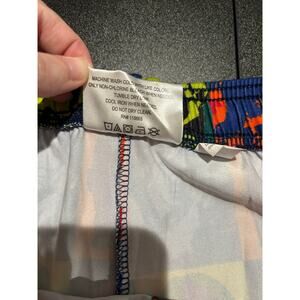 MACHINE WASH COLD WITH LIKE COLORS.
ONLY NON-CHLORINE BLEACH WHEN NEEDED.
TUMBLE DRY LOW.
COOL IRON WHEN NEEDED.
DO NOT DRY CLEAN.
RN#